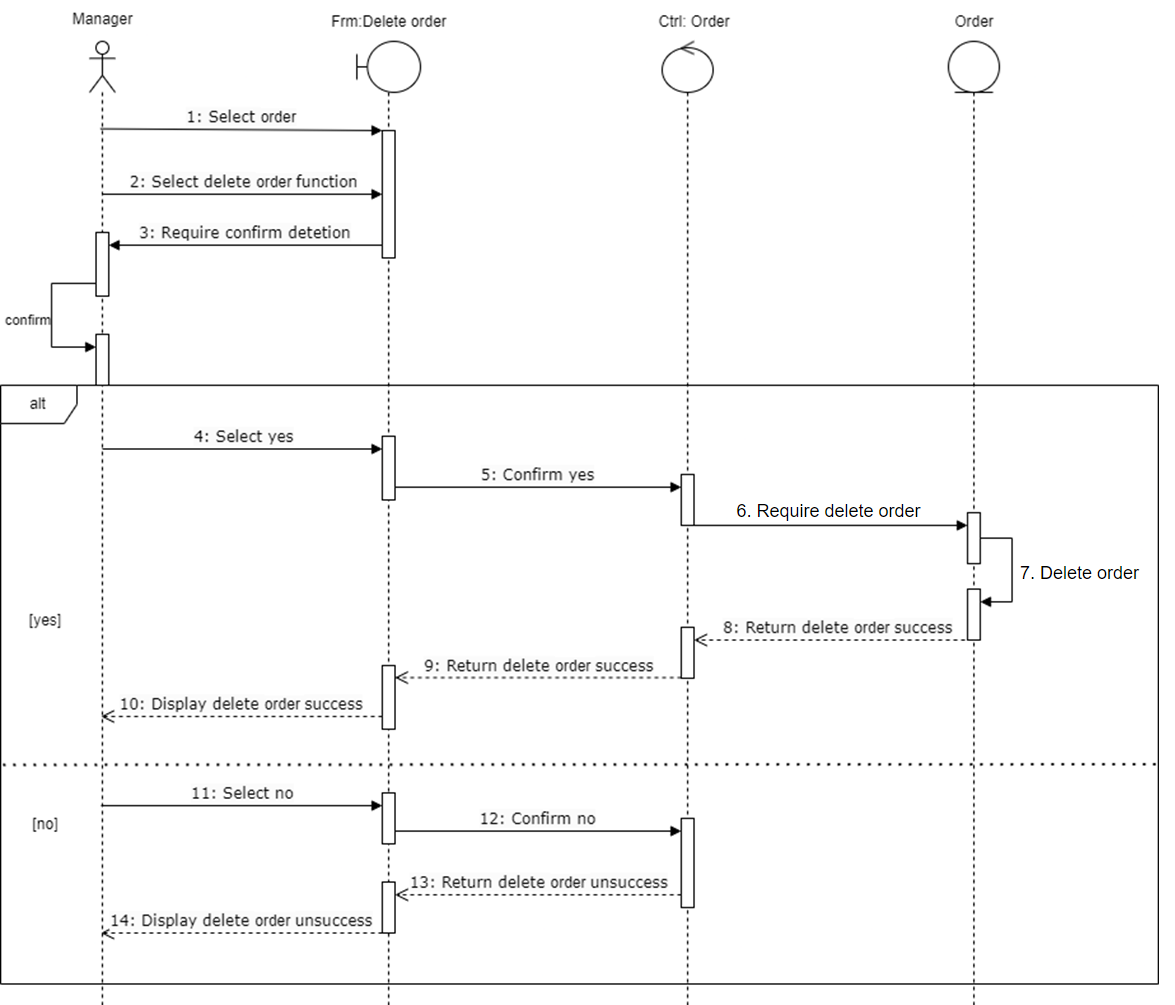 Manager
Frm:Delete order
Ctrl: Order
Order
1: Select order
2: Select delete order function
3: Require confirm detetion
confirm
alt
4: Select yes
5: Confirm yes
6. Require delete order
7. Delete order
[yes]
8: Return delete order success
9: Return delete order success
10: Display delete order success
11: Select no
[no]
12: Confirm no
13: Return delete order unsuccess
14: Display delete order unsuccess